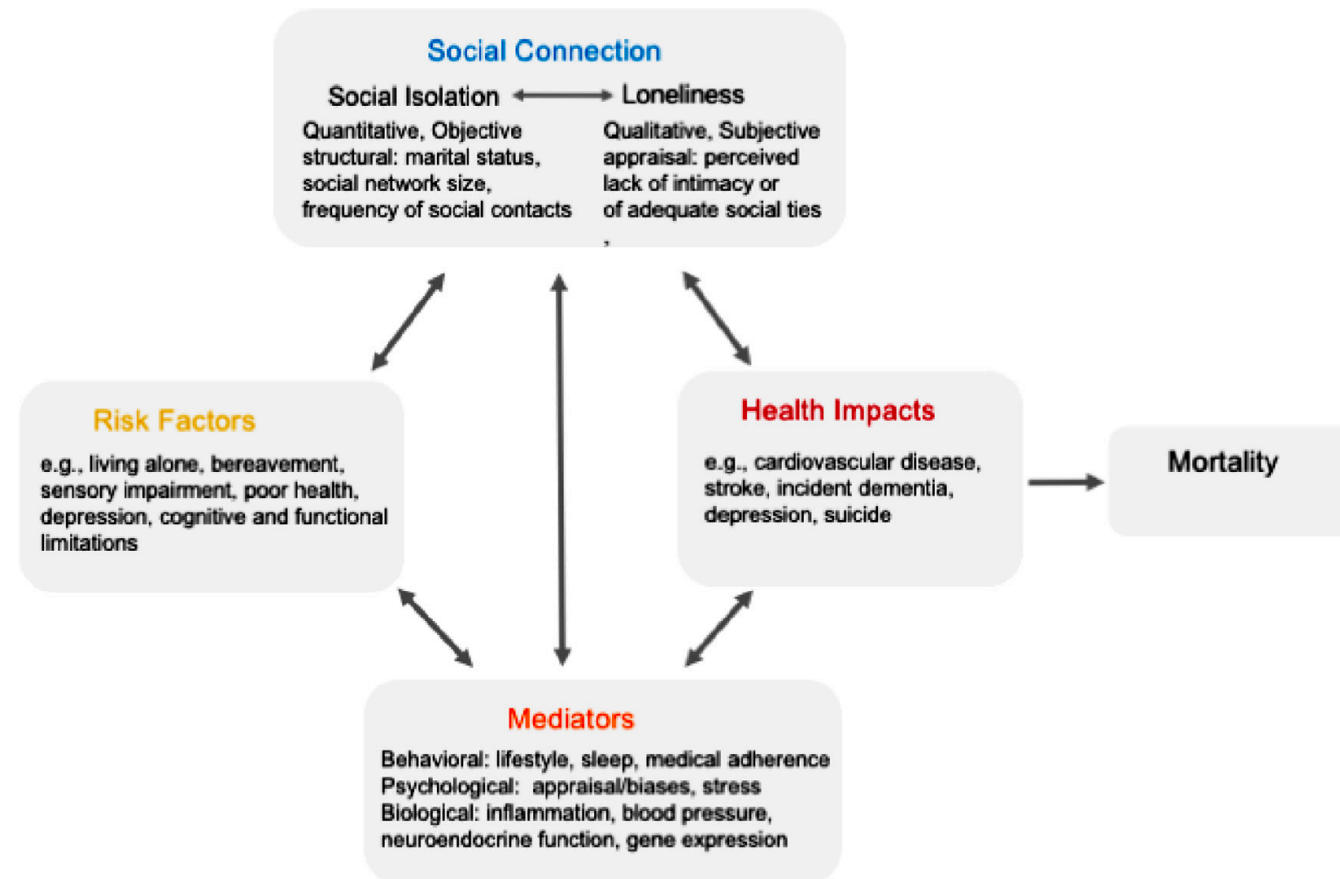 Social Connection
Social Isolation Loneliness
Quantitative, Objective
structural: marital status,
social network size,
frequency of social contacts
Qualitative, Subjective
appraisal: perceived
lack of intimacy or
of adequate social ties
,
Risk Factors
e.g., living alone, bereavement,
sensory impairment, poor health,
depression, cognitive and functional
limitations
Health Impacts
e.g., cardiovascular disease,
stroke, incident dementia,
depression, suicide
Mortality
Mediators
Behavioral: lifestyle, sleep, medical adherence
Psychological: appraisal/biases, stress
Biological: inflammation, blood pressure,
neuroendocrine function, gene expression